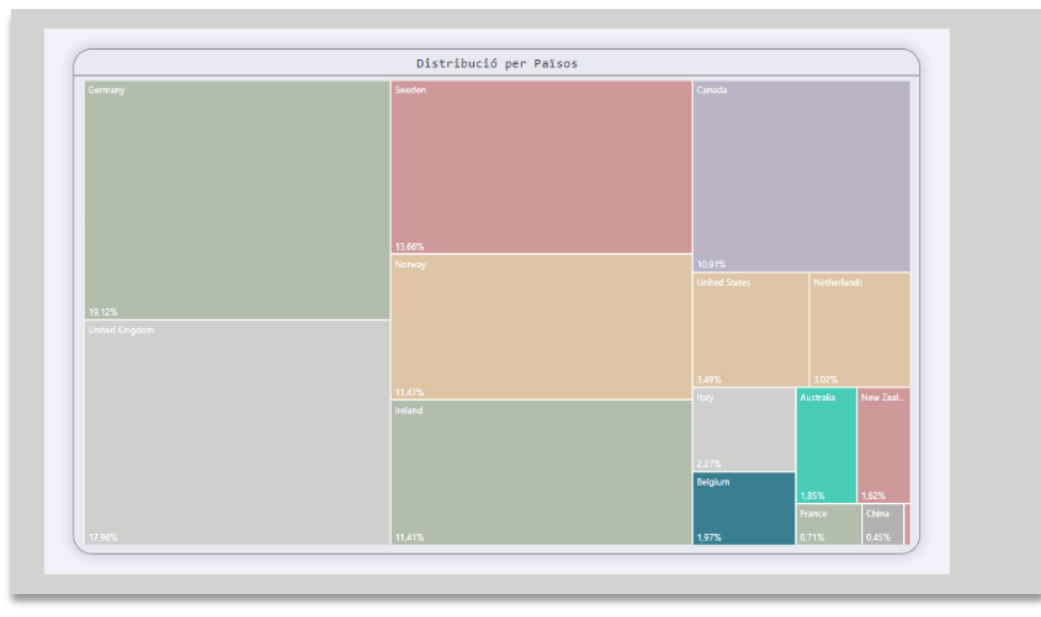 Distribució per Països
Germany
19,12%
United Kingdom
17,96%
Sweden
13,66%
Norway
11,47%
Ireland
11,41%
Canada
10,91%
United States
3,49%
Netherlands
3,02%
Italy
2,27%
Belgium
1,97%
Australia
1,85%
New Zeal...
1,62%
France
0,71%
China
0,45%